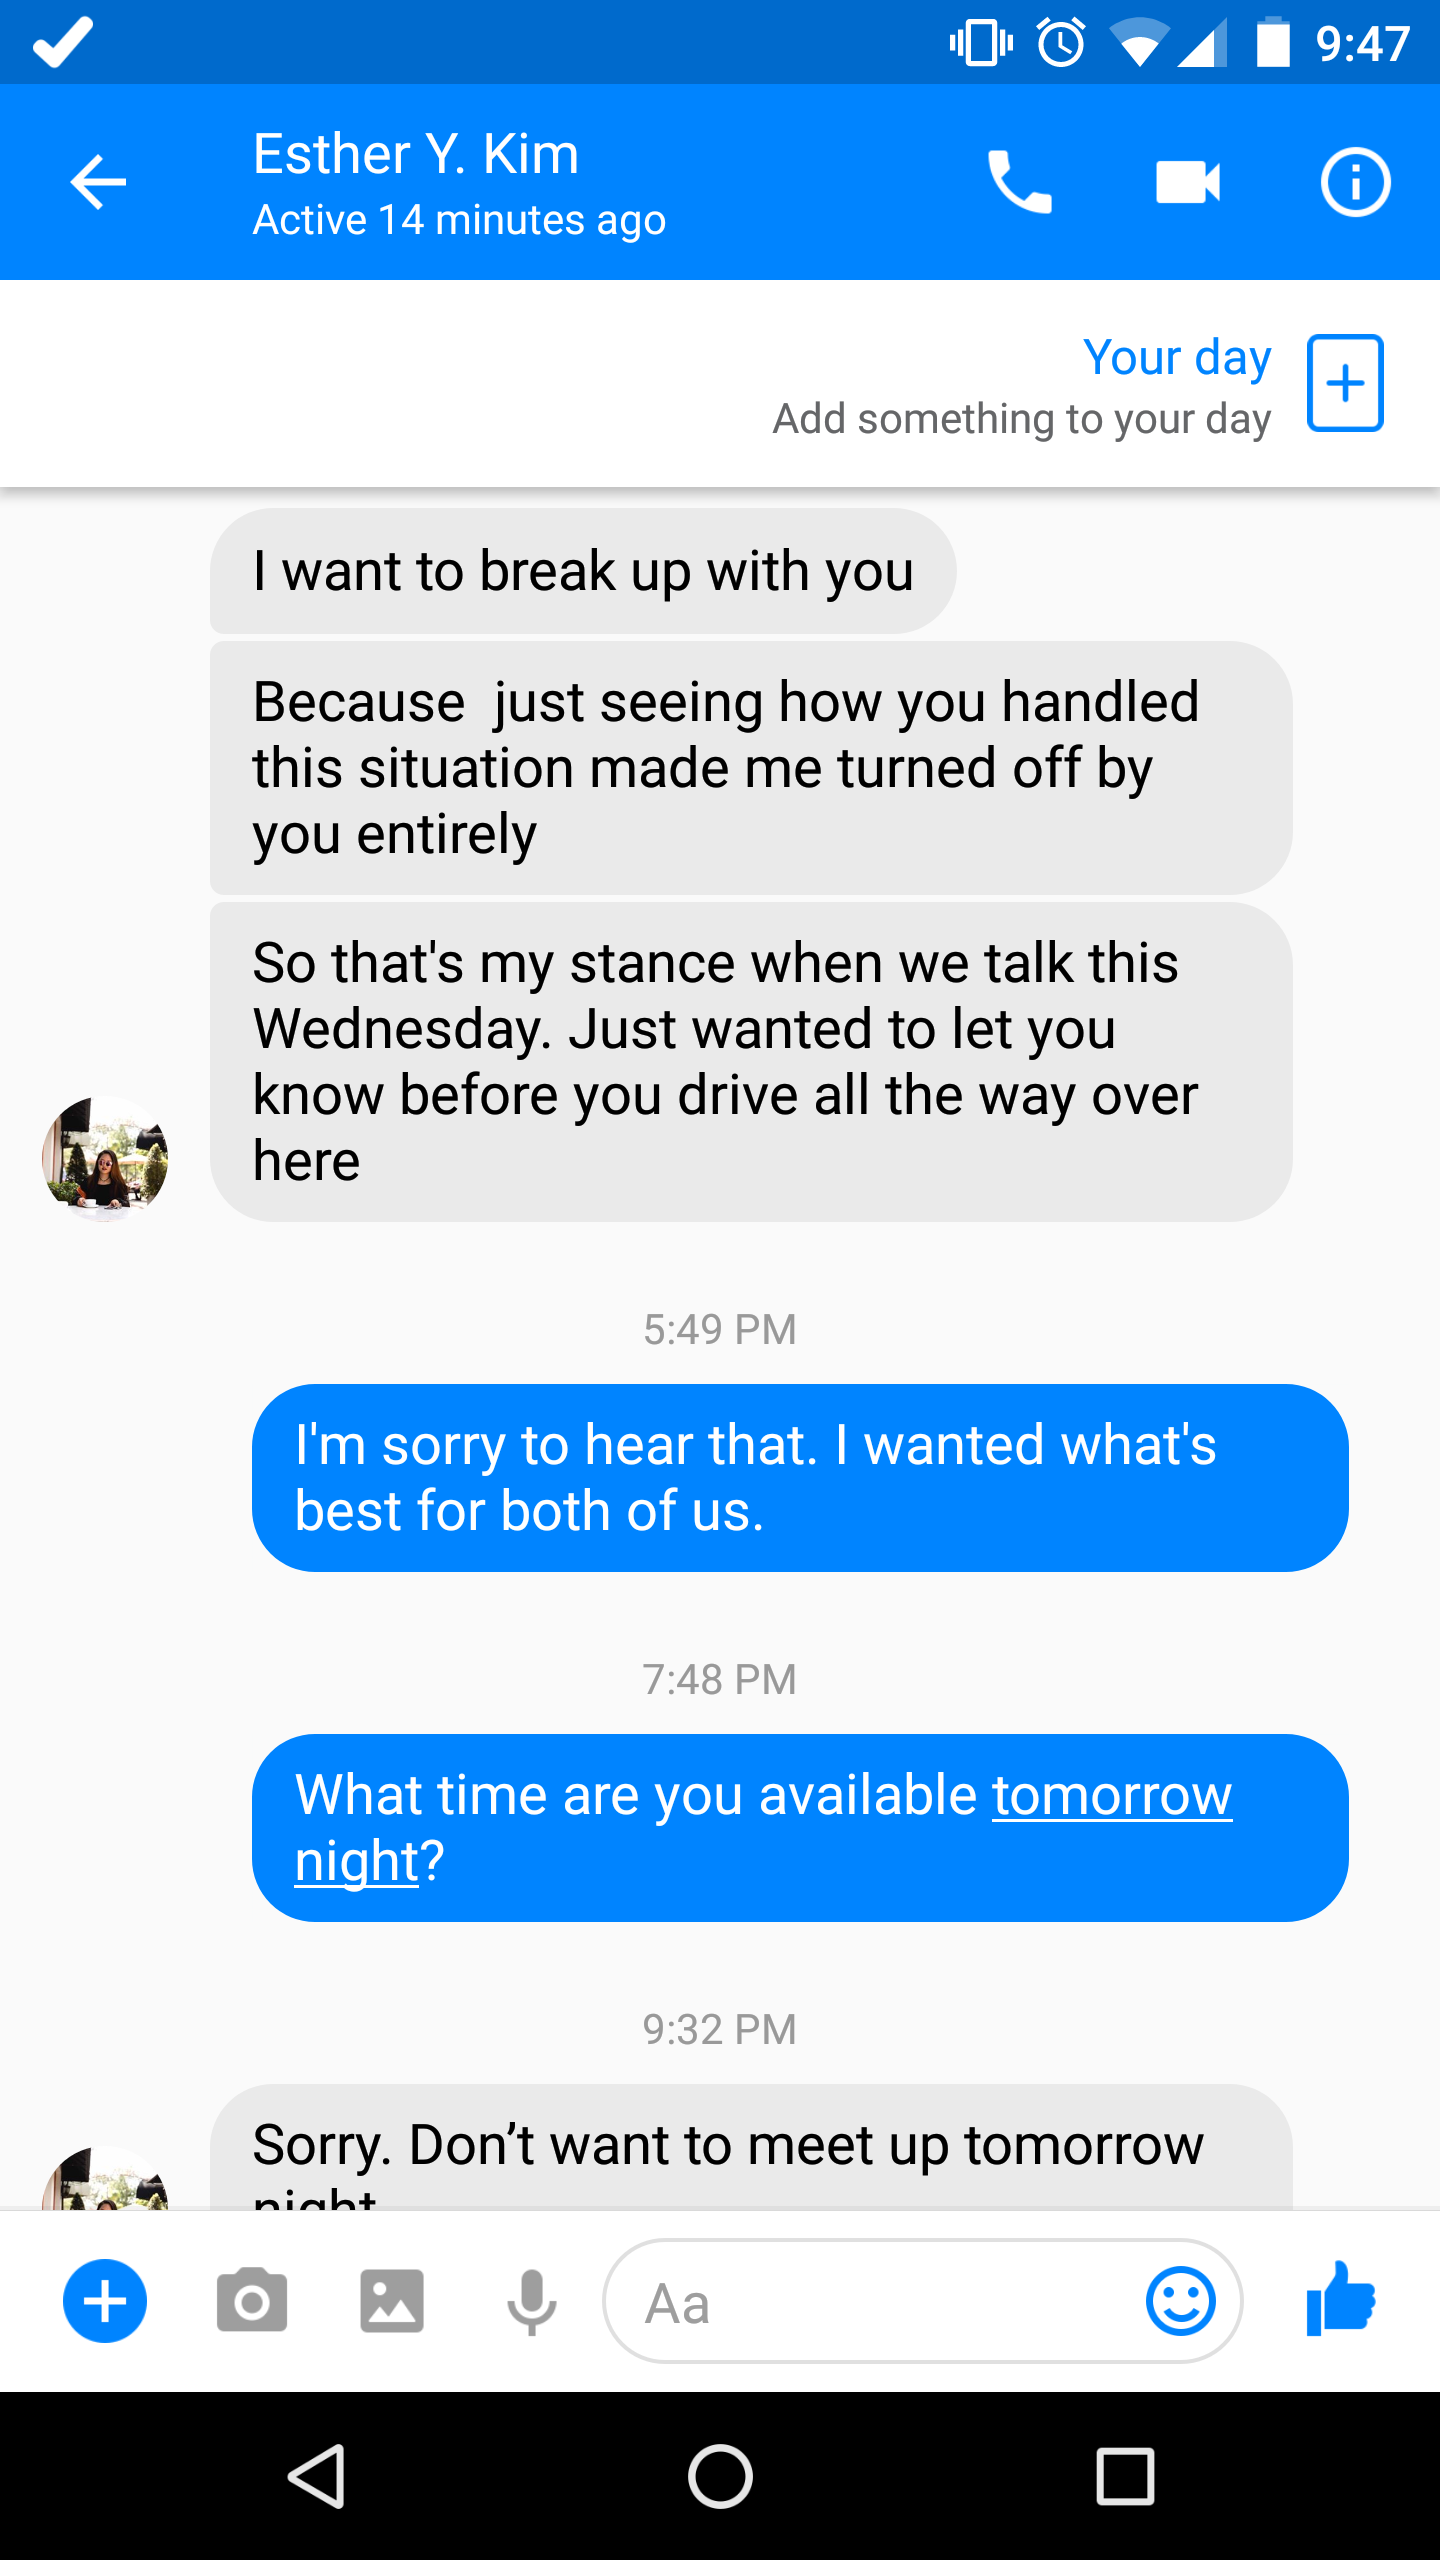 9:47
Esther Y. Kim
Active 14 minutes ago
Your day
Add something to your day
I want to break up with you
Because  just seeing how you handled
this situation made me turned off by
you entirely
So that's my stance when we talk this
Wednesday. Just wanted to let you
know before you drive all the way over
here
5:49 PM
I'm sorry to hear that. I wanted what's
best for both of us.
7:48 PM
What time are you available tomorrow
night?
9:32 PM
Sorry. Don’t want to meet up tomorrow
night
Aa